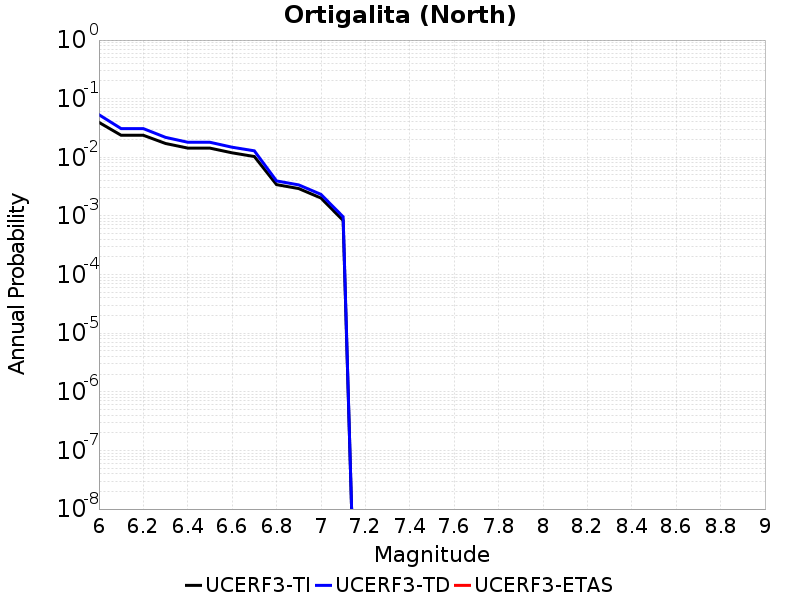 Ortigalita (North)
Annual Probability
10^0
10^-1
10^-2
10^-3
10^-4
10^-5
10^-6
10^-7
10^-8
6 6.2 6.4 6.6 6.8 7 7.2 7.4 7.6 7.8 8 8.2 8.4 8.6 8.8 9
Magnitude
UCERF3-TI UCERF3-TD UCERF3-ETAS